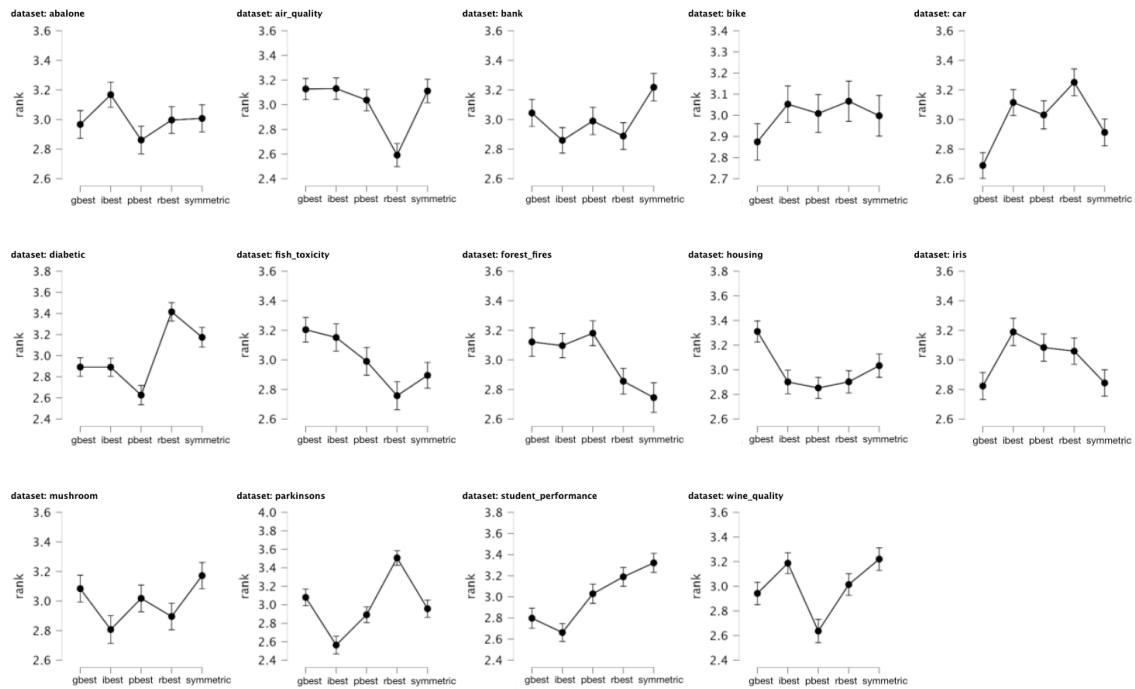 dataset: abalone
3.6
3.4
3.2
3.0
2.8
2.6
rank
gbest ibest pbest rbest symmetric
dataset: air_quality
3.6
3.4
3.2
3.0
2.8
2.6
2.4
rank
gbest ibest pbest rbest symmetric
dataset: bank
3.6
3.4
3.2
3.0
2.8
2.6
rank
gbest ibest pbest rbest symmetric
dataset: bike
3.4
3.3
3.2
3.1
3.0
2.9
2.8
2.7
rank
gbest ibest pbest rbest symmetric
dataset: car
3.6
3.4
3.2
3.0
2.8
2.6
rank
gbest ibest pbest rbest symmetric
dataset: diabetic
3.8
3.6
3.4
3.2
3.0
2.8
2.6
2.4
rank
gbest ibest pbest rbest symmetric
dataset: fish_toxicity
3.6
3.4
3.2
3.0
2.8
2.6
rank
gbest ibest pbest rbest symmetric
dataset: forest_fires
3.6
3.4
3.2
3.0
2.8
2.6
rank
gbest ibest pbest rbest symmetric
dataset: housing
3.8
3.6
3.4
3.2
3.0
2.8
2.6
rank
gbest ibest pbest rbest symmetric
dataset: iris
3.6
3.4
3.2
3.0
2.8
2.6
rank
gbest ibest pbest rbest symmetric
dataset: mushroom
3.6
3.4
3.2
3.0
2.8
2.6
rank
gbest ibest pbest rbest symmetric
dataset: parkinsons
4.0
3.8
3.6
3.4
3.2
3.0
2.8
2.6
2.4
rank
gbest ibest pbest rbest symmetric
dataset: student_performance
3.8
3.6
3.4
3.2
3.0
2.8
2.6
2.4
rank
gbest ibest pbest rbest symmetric
dataset: wine_quality
3.6
3.4
3.2
3.0
2.8
2.6
2.4
rank
gbest ibest pbest rbest symmetric